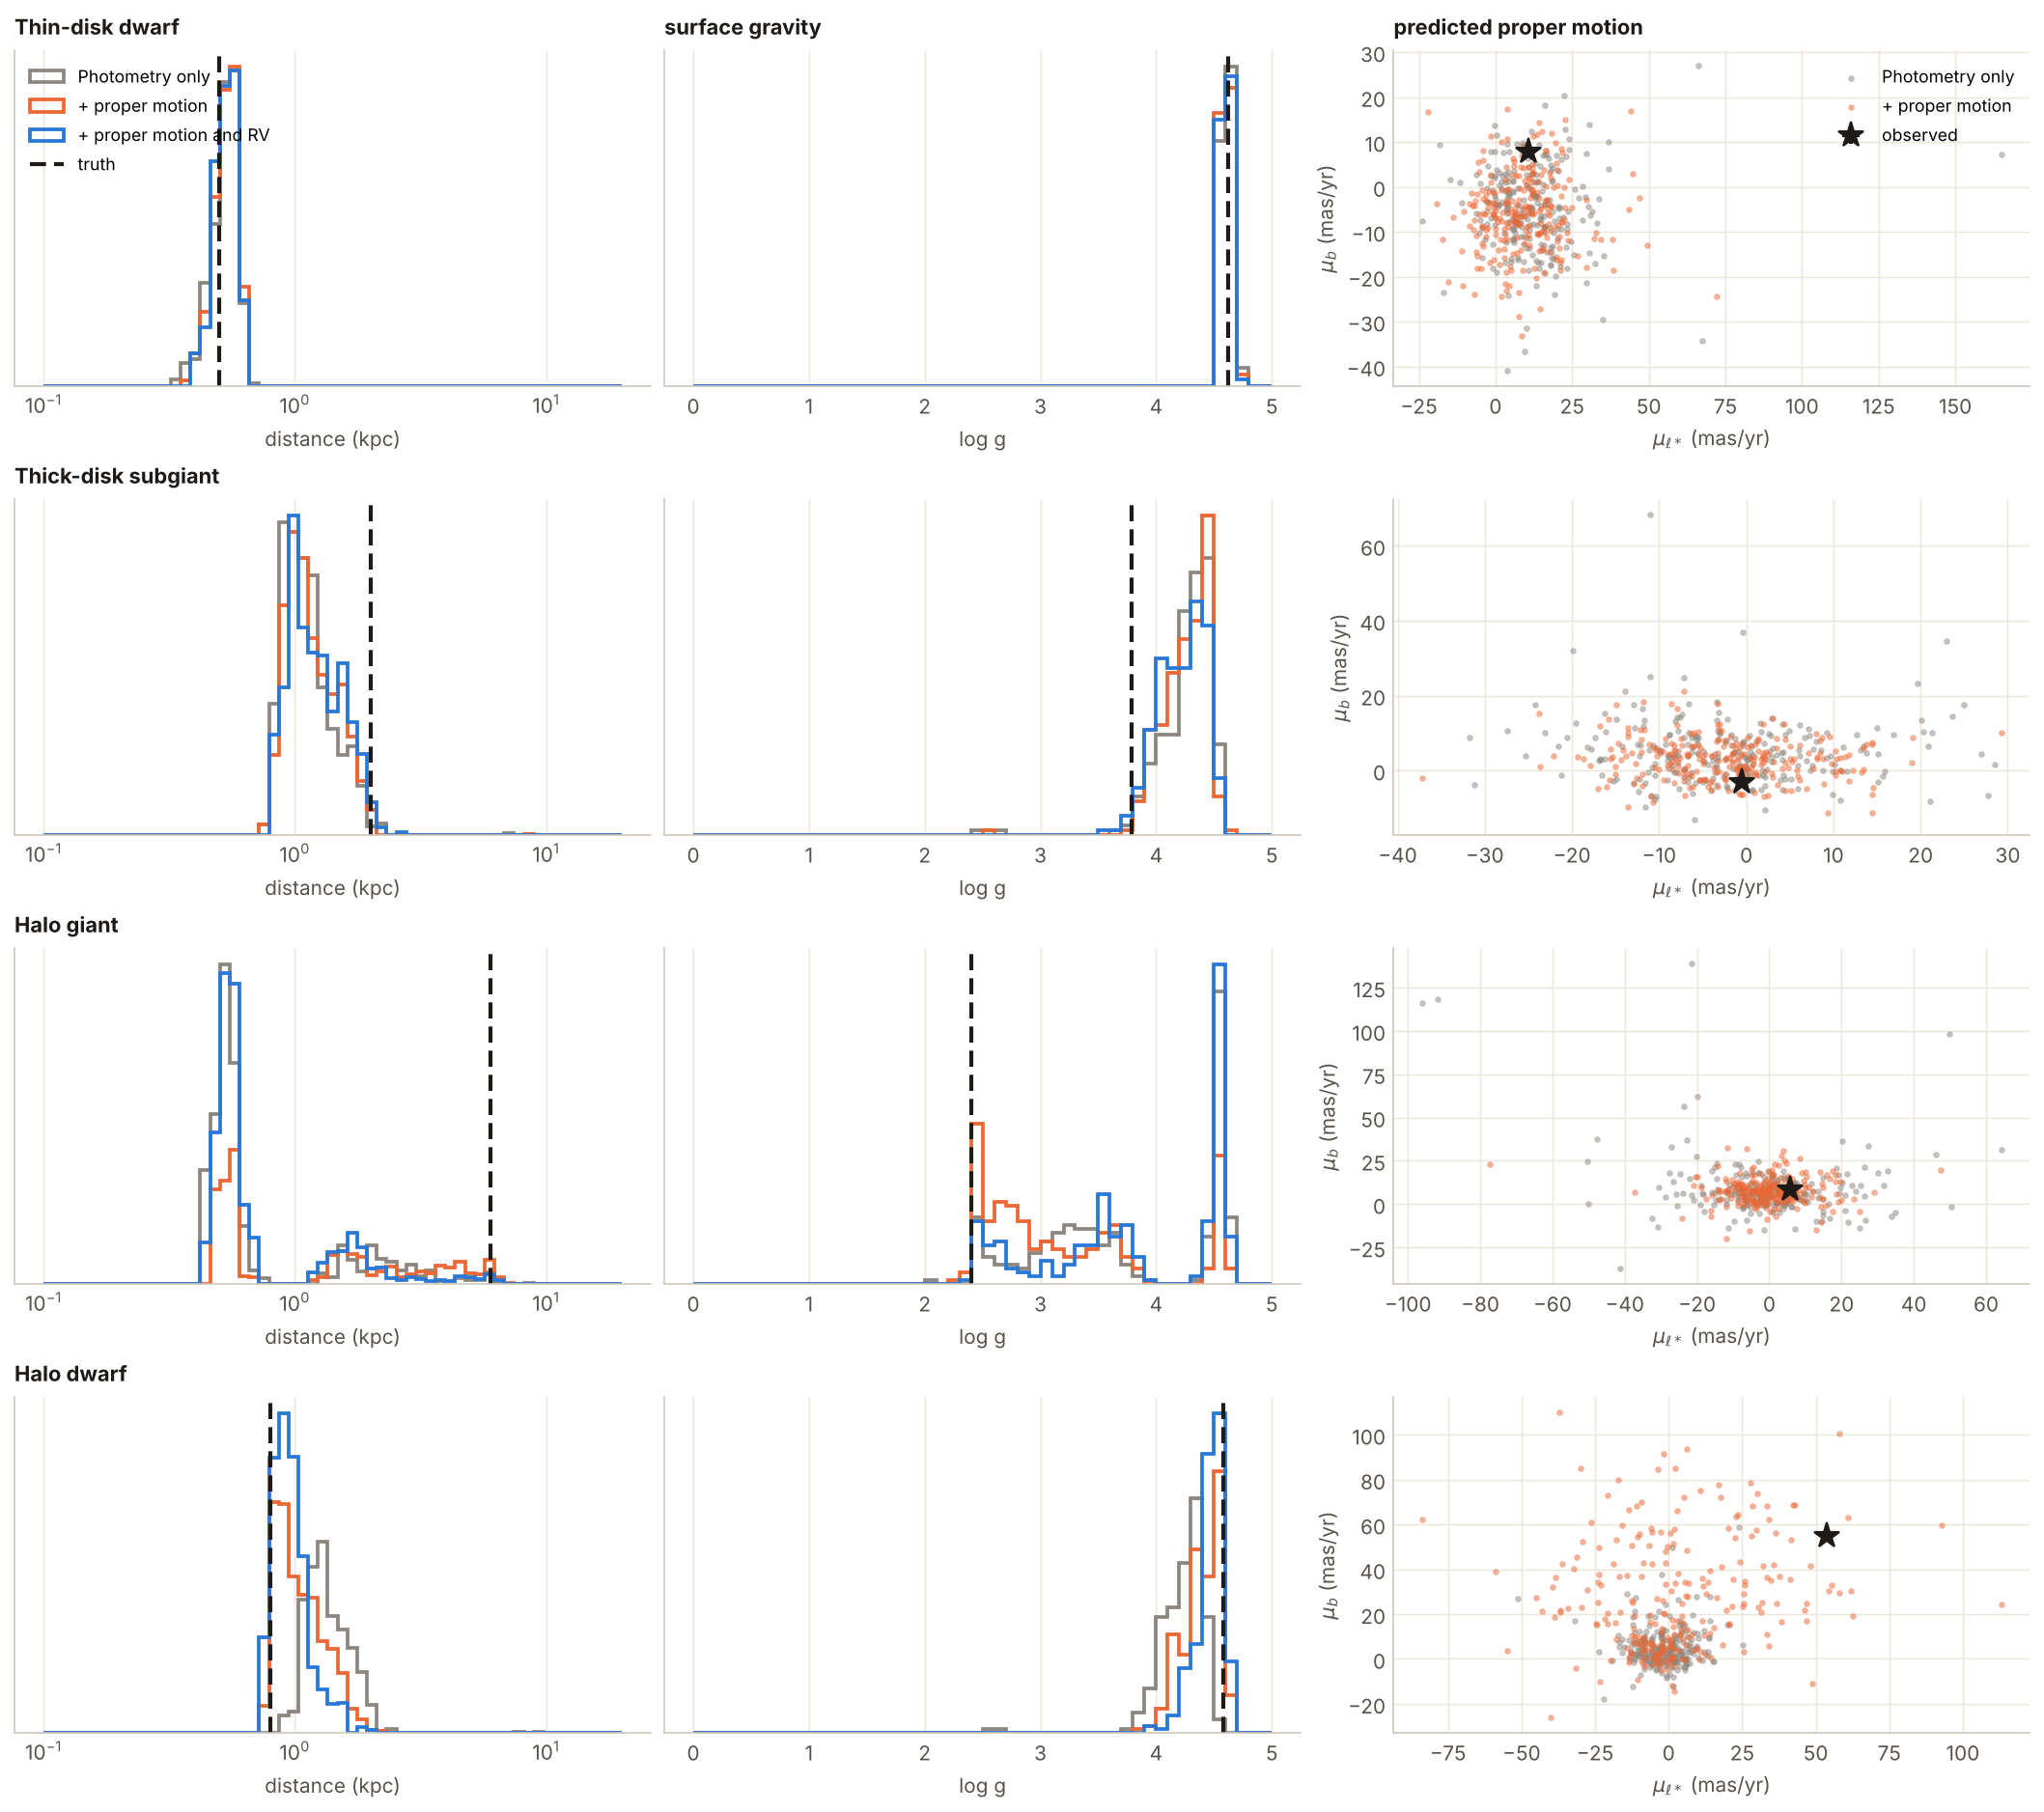 Thin-disk dwarf
surface gravity
predicted proper motion
Photometry only
+ proper motion
+ proper motion and RV
truth
10⁻¹ 10⁰ 10¹
distance (kpc)
0 1 2 3 4 5
log g
Photometry only
+ proper motion
observed
30
20
10
0
−10
−20
−30
−40
μb (mas/yr)
−25 0 25 50 75 100 125 150
μℓ* (mas/yr)
Thick-disk subgiant
10⁻¹ 10⁰ 10¹
distance (kpc)
0 1 2 3 4 5
log g
60
40
20
0
μb (mas/yr)
−40 −30 −20 −10 0 10 20 30
μℓ* (mas/yr)
Halo giant
10⁻¹ 10⁰ 10¹
distance (kpc)
0 1 2 3 4 5
log g
125
100
75
50
25
0
−25
μb (mas/yr)
−100 −80 −60 −40 −20 0 20 40 60
μℓ* (mas/yr)
Halo dwarf
10⁻¹ 10⁰ 10¹
distance (kpc)
0 1 2 3 4 5
log g
100
80
60
40
20
0
−20
μb (mas/yr)
−75 −50 −25 0 25 50 75 100
μℓ* (mas/yr)